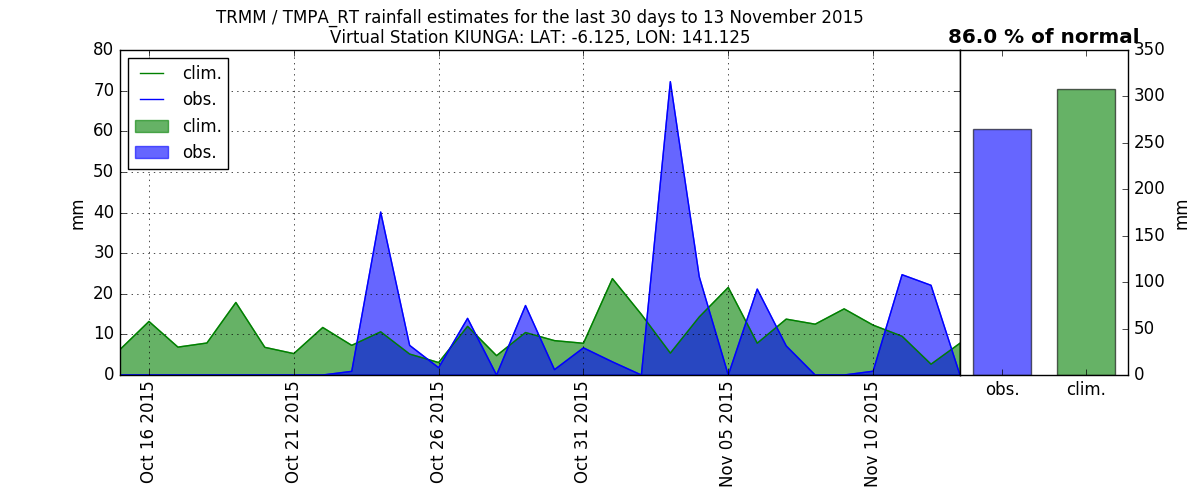 TRMM / TMPA_RT rainfall estimates for the last 30 days to 13 November 2015
Virtual Station KIUNGA: LAT: -6.125, LON: 141.125
86.0 % of normal
clim.
obs.
clim.
obs.
80
70
60
50
40
30
20
10
0
mm
Oct 16 2015
Oct 21 2015
Oct 26 2015
Oct 31 2015
Nov 05 2015
Nov 10 2015
obs.
clim.
350
300
250
200
150
100
50
0
mm